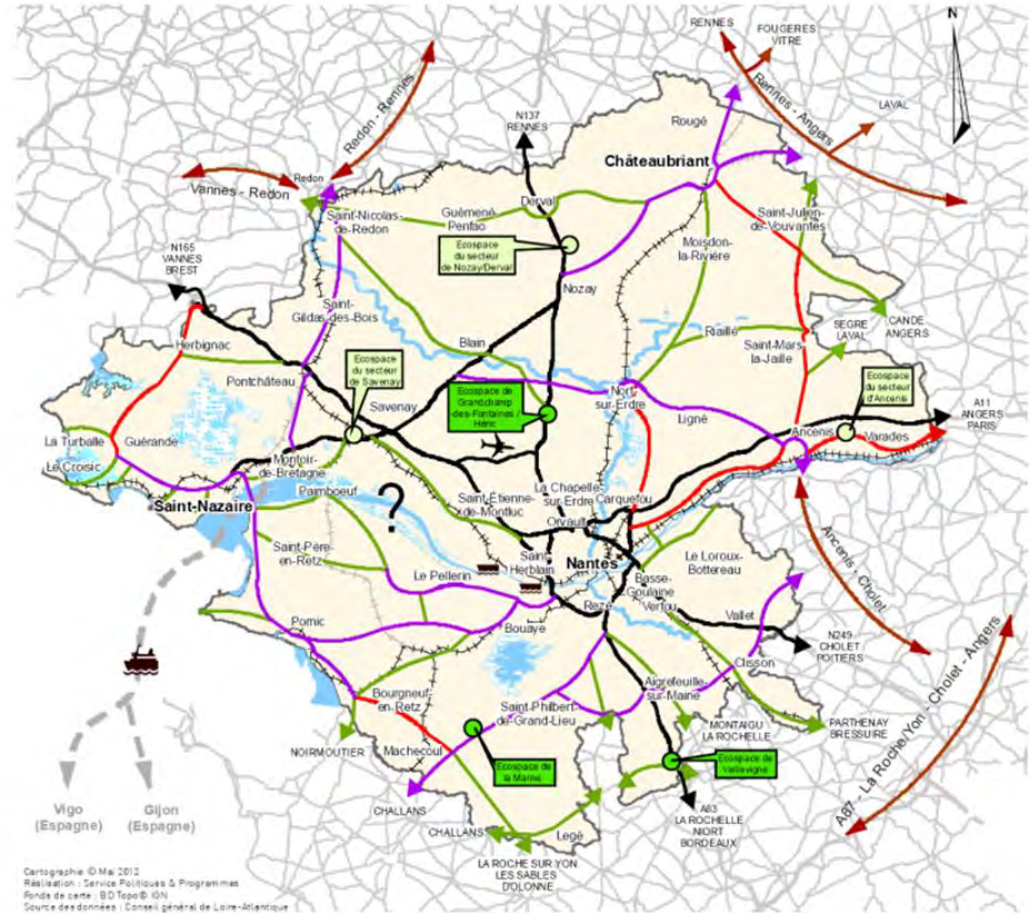 N
RENNES
FOUGERES
VITRE
Rennes - Angers
LAVAL
Redon - Rennes
N137
RENNES
Rougé
Châteaubriant
Vannes - Redon
Redon
Saint-Nicolas-
de-Redon
Guémené-
Penfao
Derval
Saint-Julien-
de-Vouvantes
Ecospace
du secteur
de Nozay/Derval
Moisdon-
la-Rivière
N165
VANNES
BREST
Nozay
Saint-
Gildas-des-Bois
CANDE
ANGERS
SEGRE
LAVAL
Riaillé
Saint-Mars-
la-Jaille
Herbignac
Blain
Ecospace
du secteur
de Savenay
Ecospace
du secteur
d'Ancenis
Pontchâteau
Ecospace de
Grandchamp
-des-Fontaines /
Héric
Nort-
sur-Erdre
A11
ANGERS
PARIS
Savenay
Ligné
La Turballe
Guérande
Ancenis
Varades
Le Croisic
Montoir-
de-Bretagne
Paimboeuf
?
Saint-Étienne-
de-Montluc
La Chapelle-
sur-Erdre
Carquefou
Saint-Nazaire
Orvault
Saint-Père-
en-Retz
Saint-
Herblain
Nantes
Le Loroux-
Bottereau
Ancenis - Cholet
Le Pellerin
Basse-
Goulaine
Vertou
Rezé
Vallet
Pornic
Bouaye
N249
CHOLET
POITIERS
Clisson
A87 - La Roche/Yon - Cholet - Angers
Aigrefeuille-
sur-Maine
Bourgneuf-
en-Retz
Saint-Philbert-
de-Grand-Lieu
MONTAIGU
LA ROCHELLE
PARTHENAY
BRESSUIRE
NOIRMOUTIER
Machecoul
Ecospace de
la Marne
Ecospace de
Vieillevigne
CHALLANS
Vigo
(Espagne)
Gijon
(Espagne)
A83
LA ROCHELLE
NIORT
BORDEAUX
CHALLANS
Legé
LA ROCHE SUR YON
LES SABLES
D'OLONNE
Cartographie © Mai 2012
Réalisation : Service Politiques & Programmes
Fonds de carte : BD Topo® IGN
Source des données : Conseil général de Loire-Atlantique